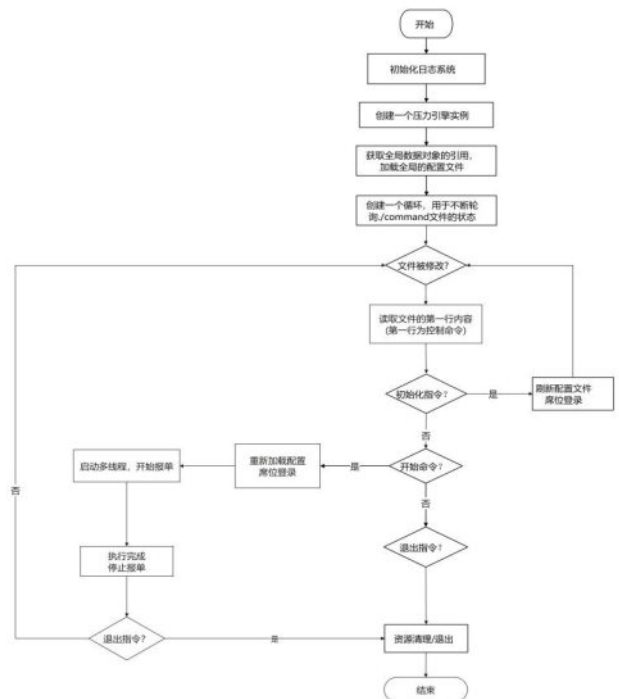 开始
初始化日志系统
创建一个压力引擎实例
获取全局数据对象的引用，
加载全局的配置文件
创建一个循环，用于不断轮
询./command文件的状态
文件被修改？
读取文件的第一行内容
(第一行为控制命令)
初始化指令？
是
刷新配置文件
席位登录
否
启动多线程，开始报单
重新加载配置
席位登录
是
开始命令？
否
否
执行完成
停止报单
退出指令？
退出指令？
是
资源清理/退出
结束